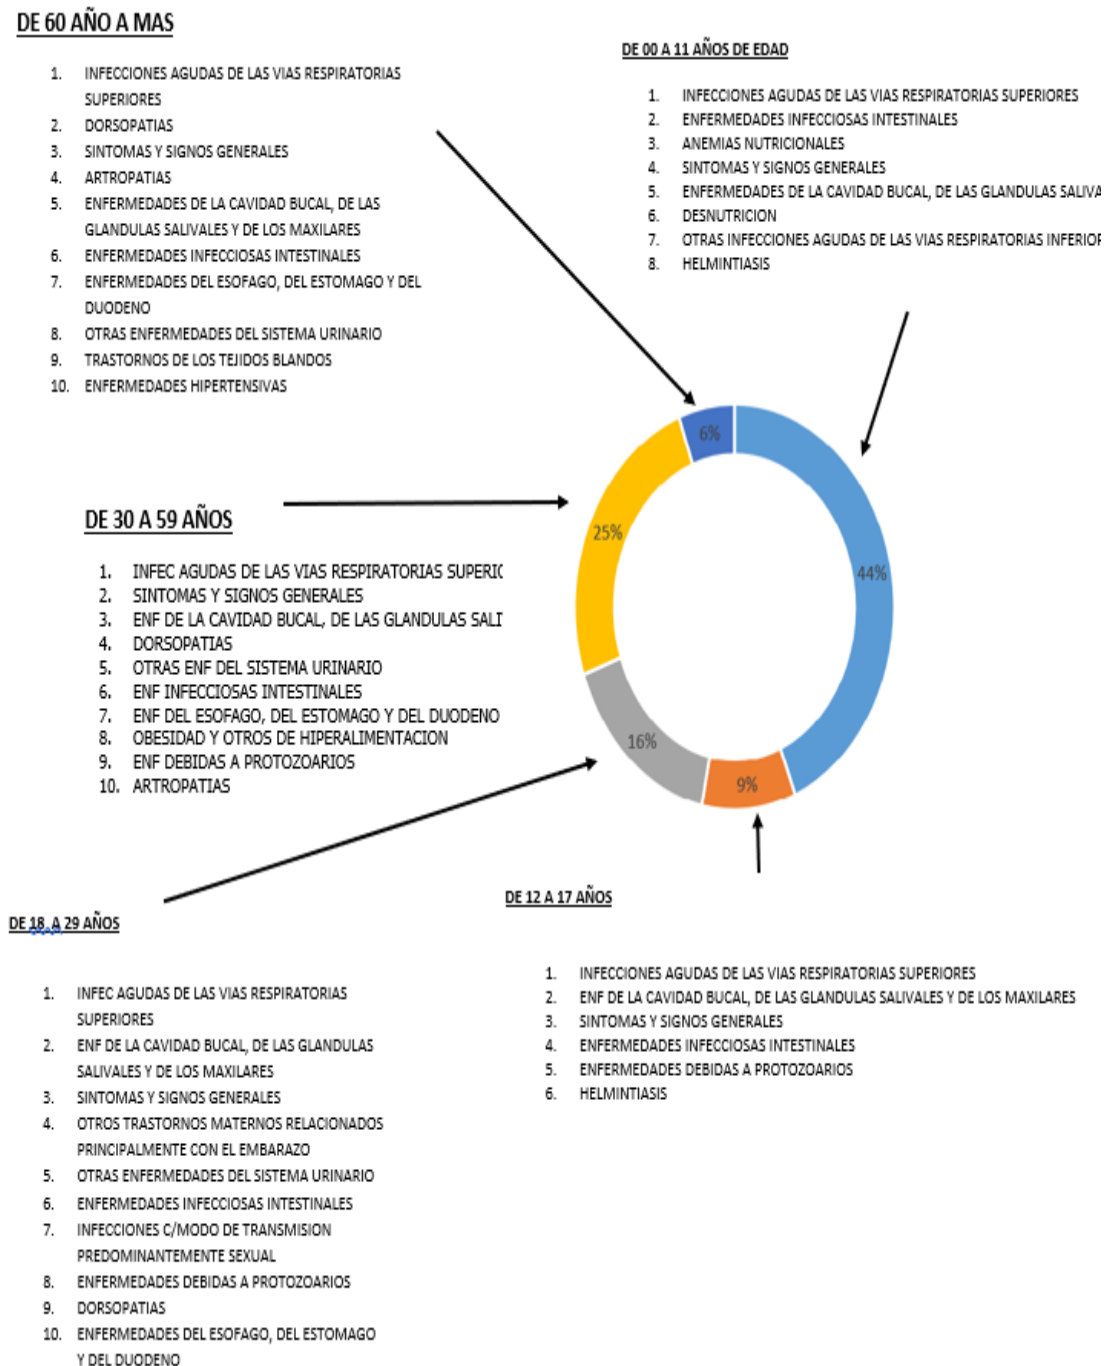 DE 60 AÑO A MAS
1. INFECCIONES AGUDAS DE LAS VIAS RESPIRATORIAS
SUPERIORES
2. DORSOPATIAS
3. SINTOMAS Y SIGNOS GENERALES
4. ARTROPATIAS
5. ENFERMEDADES DE LA CAVIDAD BUCAL, DE LAS
GLANDULAS SALIVALES Y DE LOS MAXILARES
6. ENFERMEDADES INFECCIOSAS INTESTINALES
7. ENFERMEDADES DEL ESOFAGO, DEL ESTOMAGO Y DEL
DUODENO
8. OTRAS ENFERMEDADES DEL SISTEMA URINARIO
9. TRASTORNOS DE LOS TEJIDOS BLANDOS
10. ENFERMEDADES HIPERTENSIVAS
DE 00 A 11 AÑOS DE EDAD
1. INFECCIONES AGUDAS DE LAS VIAS RESPIRATORIAS SUPERIORES
2. ENFERMEDADES INFECCIOSAS INTESTINALES
3. ANEMIAS NUTRICIONALES
4. SINTOMAS Y SIGNOS GENERALES
5. ENFERMEDADES DE LA CAVIDAD BUCAL, DE LAS GLANDULAS SALIVA
6. DESNUTRICION
7. OTRAS INFECCIONES AGUDAS DE LAS VIAS RESPIRATORIAS INFERIOR
8. HELMINTIASIS
6%
25%
44%
16%
9%
DE 30 A 59 AÑOS
1. INFEC AGUDAS DE LAS VIAS RESPIRATORIAS SUPERIO
2. SINTOMAS Y SIGNOS GENERALES
3. ENF DE LA CAVIDAD BUCAL, DE LAS GLANDULAS SALI
4. DORSOPATIAS
5. OTRAS ENF DEL SISTEMA URINARIO
6. ENF INFECCIOSAS INTESTINALES
7. ENF DEL ESOFAGO, DEL ESTOMAGO Y DEL DUODENO
8. OBESIDAD Y OTROS DE HIPERALIMENTACION
9. ENF DEBIDAS A PROTOZOARIOS
10. ARTROPATIAS
DE 18 A 29 AÑOS
1. INFEC AGUDAS DE LAS VIAS RESPIRATORIAS
SUPERIORES
2. ENF DE LA CAVIDAD BUCAL, DE LAS GLANDULAS
SALIVALES Y DE LOS MAXILARES
3. SINTOMAS Y SIGNOS GENERALES
4. OTROS TRASTORNOS MATERNOS RELACIONADOS
PRINCIPALMENTE CON EL EMBARAZO
5. OTRAS ENFERMEDADES DEL SISTEMA URINARIO
6. ENFERMEDADES INFECCIOSAS INTESTINALES
7. INFECCIONES C/MODO DE TRANSMISION
PREDOMINANTEMENTE SEXUAL
8. ENFERMEDADES DEBIDAS A PROTOZOARIOS
9. DORSOPATIAS
10. ENFERMEDADES DEL ESOFAGO, DEL ESTOMAGO
Y DEL DUODENO
DE 12 A 17 AÑOS
1. INFECCIONES AGUDAS DE LAS VIAS RESPIRATORIAS SUPERIORES
2. ENF DE LA CAVIDAD BUCAL, DE LAS GLANDULAS SALIVALES Y DE LOS MAXILARES
3. SINTOMAS Y SIGNOS GENERALES
4. ENFERMEDADES INFECCIOSAS INTESTINALES
5. ENFERMEDADES DEBIDAS A PROTOZOARIOS
6. HELMINTIASIS